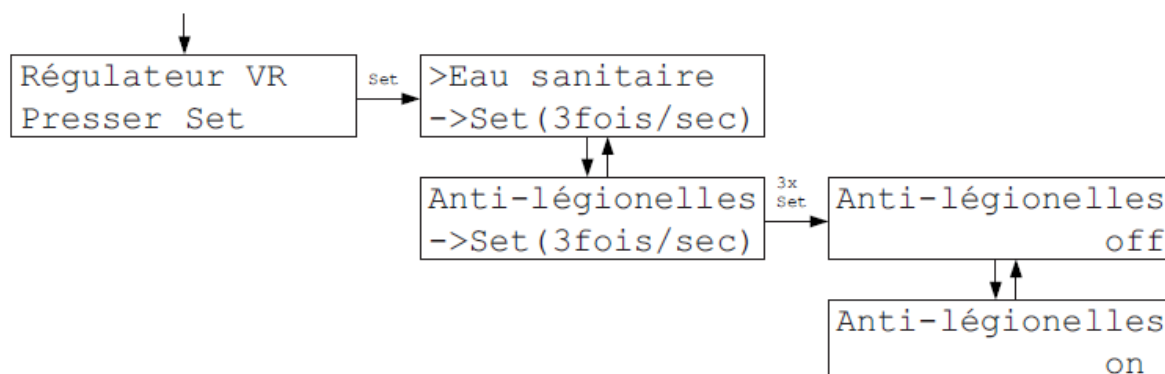 Régulateur VR
Presser Set
Set
>Eau sanitaire
->Set(3fois/sec)
Anti-légionelles
->Set(3fois/sec)
3x
Set
Anti-légionelles
off
Anti-légionelles
on